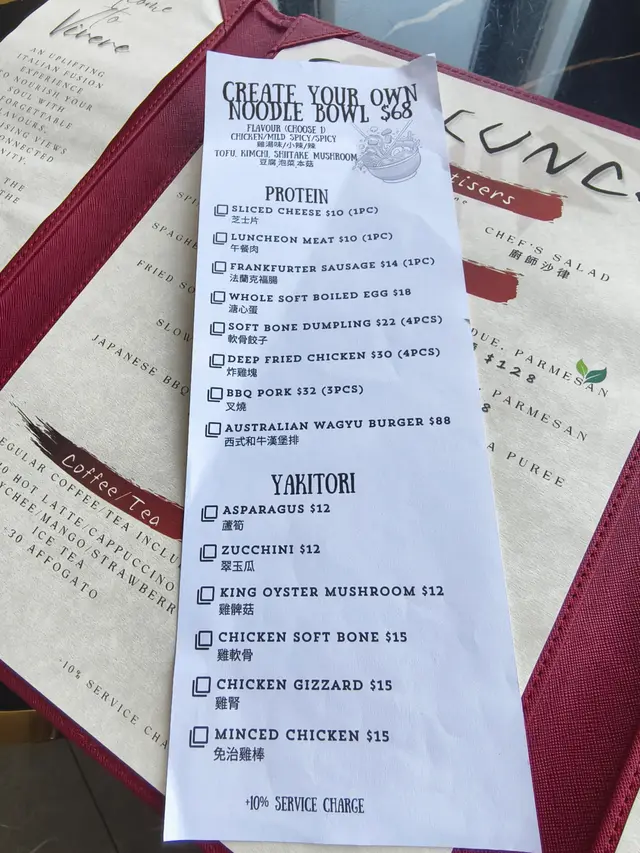 to
Vivere
AN UPLIFTING
ITALIAN FUSION
EXPERIENCE
TO NOURISH YOUR
SOUL WITH
VIEWS
THE
THE
CREATE YOUR OWN
NOODLE BOWL $68
FLAVOUR (CHOOSE 1)
CHICKEN/MILD SPICY/SPICY
雞湯味/小辣/辣
TOFU, KIMCHI, SHIITAKE MUSHROOM
豆腐 泡菜 本菇
PROTEIN
SLICED CHEESE $10 (1PC)
芝士片
LUNCHEON MEAT $10 (1PC)
午餐肉
FRANKFURTER SAUSAGE $14 (1PC)
法蘭克福腸
WHOLE SOFT BOILED EGG $18
溏心蛋
SOFT BONE DUMPLING $22 (4PCS)
軟骨餃子
DEEP FRIED CHICKEN $30 (4PCS)
炸雞塊
BBQ PORK $32 (3PCS)
叉燒
AUSTRALIAN WAGYU BURGER $88
西式和牛漢堡排
YAKITORI
ASPARAGUS $12
蘆筍
ZUCCHINI $12
翠玉瓜
KING OYSTER MUSHROOM $12
雞髀菇
CHICKEN SOFT BONE $15
雞軟骨
CHICKEN GIZZARD $15
雞腎
MINCED CHICKEN $15
免治雞棒
+10% SERVICE CHARGE
LUNC
tisers
CHEF'S SALAD
廚師沙律
QUE, PARMESAN
$128
PARMESAN
8
A PUREE
SPAGHE
FRIED SO
SLOW
JAPANESE BBQ
Coffee/Tea
EGULAR COFFEE/TEA INCLU
0 HOT LATTE/CAPPUCCINO
YCHEE/MANGO/STRAWBERR
ICE TEA
+30 AFFOGATO
+10% SERVICE CHA